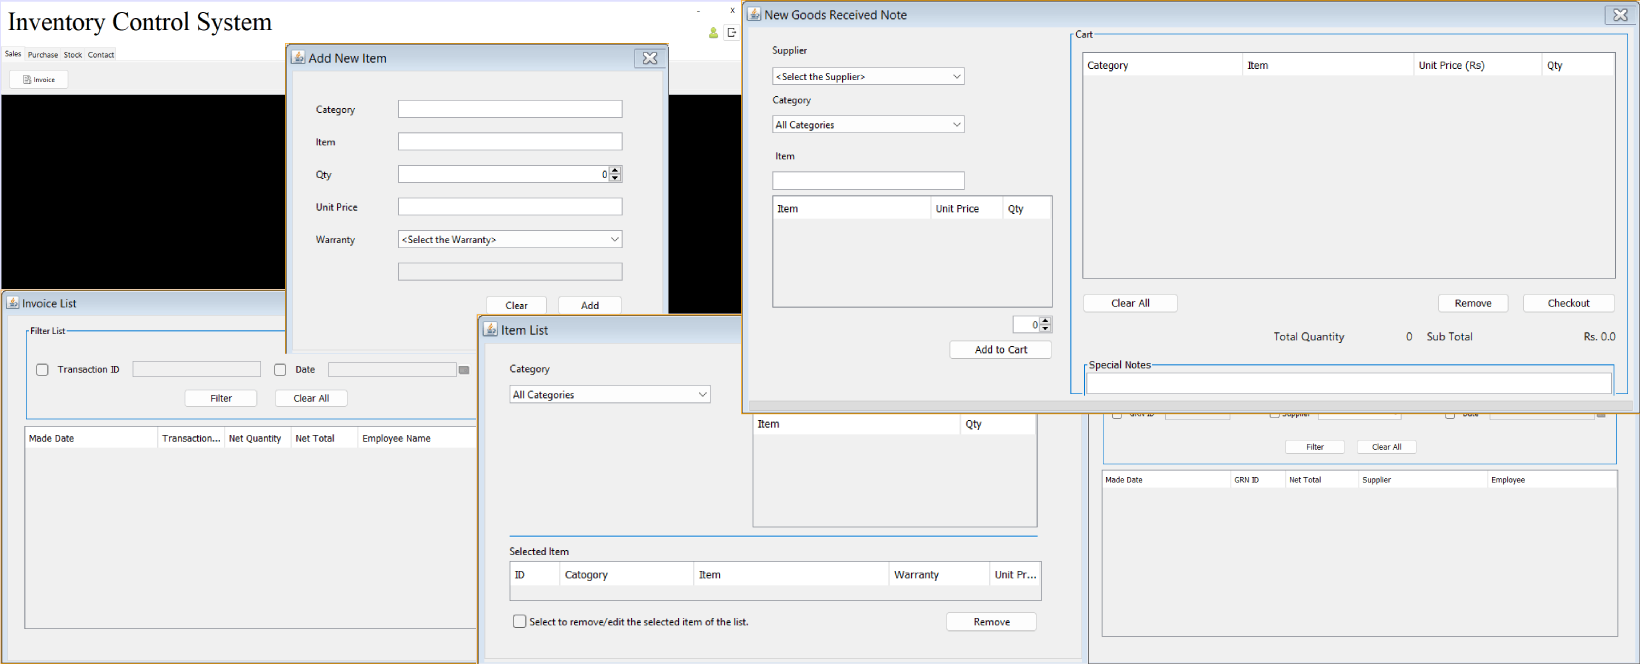 Inventory Control System
- x
Sales Purchase Stock Contact
Invoice
Add New Item
Category
Item
Qty 0
Unit Price
Warranty <Select the Warranty>
Clear Add
New Goods Received Note
Supplier
<Select the Supplier>
Category
All Categories
Item
Item Unit Price Qty
0
Add to Cart
Cart
Category Item Unit Price (Rs) Qty
Clear All Remove Checkout
Total Quantity 0 Sub Total Rs. 0.0
Special Notes
Invoice List
Filter List
Transaction ID Date
Filter Clear All
Made Date Transaction... Net Quantity Net Total Employee Name
Item List
Category
All Categories
Item Qty
Selected Item
ID Catogory Item Warranty Unit Pr...
Select to remove/edit the selected item of the list.
Remove
GRN ID Supplier Date
Filter Clear All
Made Date GRN ID Net Total Supplier Employee